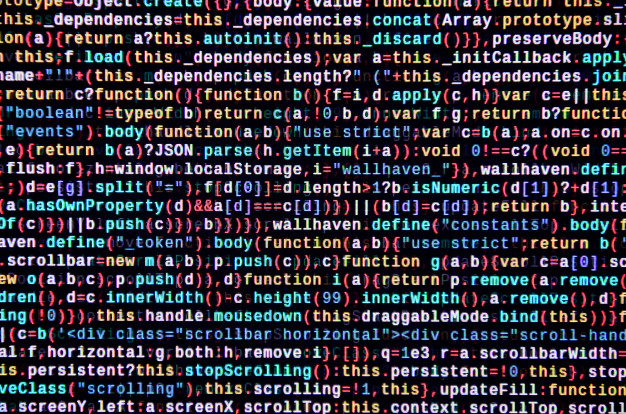 ototype=Object.create({}),{body:{value:function(a){return this._
his._dependencies=this._dependencies.concat(Array.prototype.sli
ion(a){return a?this.autoinit():this._discard()}},preserveBody:
this;f.load(this._dependencies);var a=this._initCallback.apply
name+"!"+(this._dependencies.length?" ("+this._dependencies.join
;return c?function(){function b(){f=i,d.apply(c,h)}var c=e||this
["boolean"!=typeof b)return c(a,!0,b,d);var f,g;return b?functio
["events").body(function(a,b){"use strict";var c=b(a);a.on=c.on.
,e){return b(a)?JSON.parse(h.getItem(i+a)):void 0!==c?((void 0==
,flush:f},h=window.localStorage,i="wallhaven_"}),wallhaven.defin
-;)d=e[g].split("="),f[d[0]]=d.length>1?b.isNumeric(d[1])?+d[1]:
(a.hasOwnProperty(d)&&a[d]===c[d])})||(b[d]=c[d]);return b},inte
Of(c)})||b.push(c)}),b}}}),wallhaven.define("constants").body(f
aven.define("_token").body(function(a,b){"use strict";return b('
.scrollbar=new m(a,b),p.push(c)},c}function g(a,b){var c=a[0].sc
ew o(a,b,c),p.push(d)),d}function i(a){return p.remove(a.remove(
dren(),d=c.innerWidth()-c.height(99).innerWidth(),a.remove(),d}f
ing(!0)}),this.handle.mousedown(this.draggableMode.bind(this))}f
|(c=b('<div class="scrollbar horizontal"><div class="scroll-hand
al:f,horizontal:g,both:h,remove:i},C[]),q=1e3,r=a.scrollbarWidth=
is.persistent?this.stopScrolling():this.persistent=!0,this},stop
veClass("scrolling"),this.scrolling=!1,this},updateFill:function
a.screenY,left:a.screenX,scrollTop:this.context.scrollTop,scroll